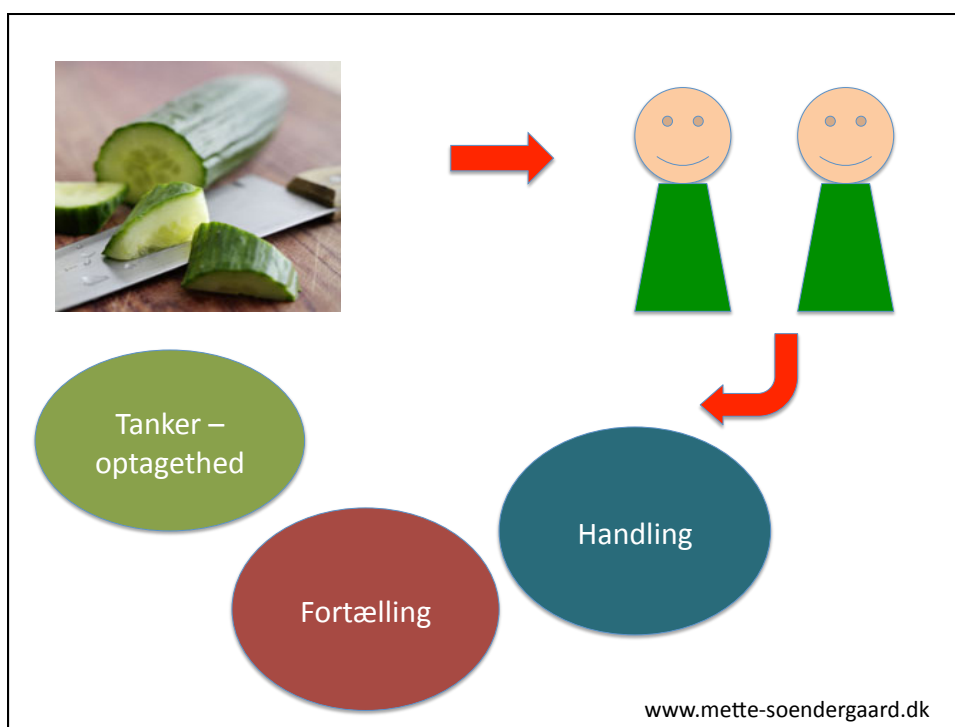 Tanker –
optagethed
Fortælling
Handling
www.mette-soendergaard.dk